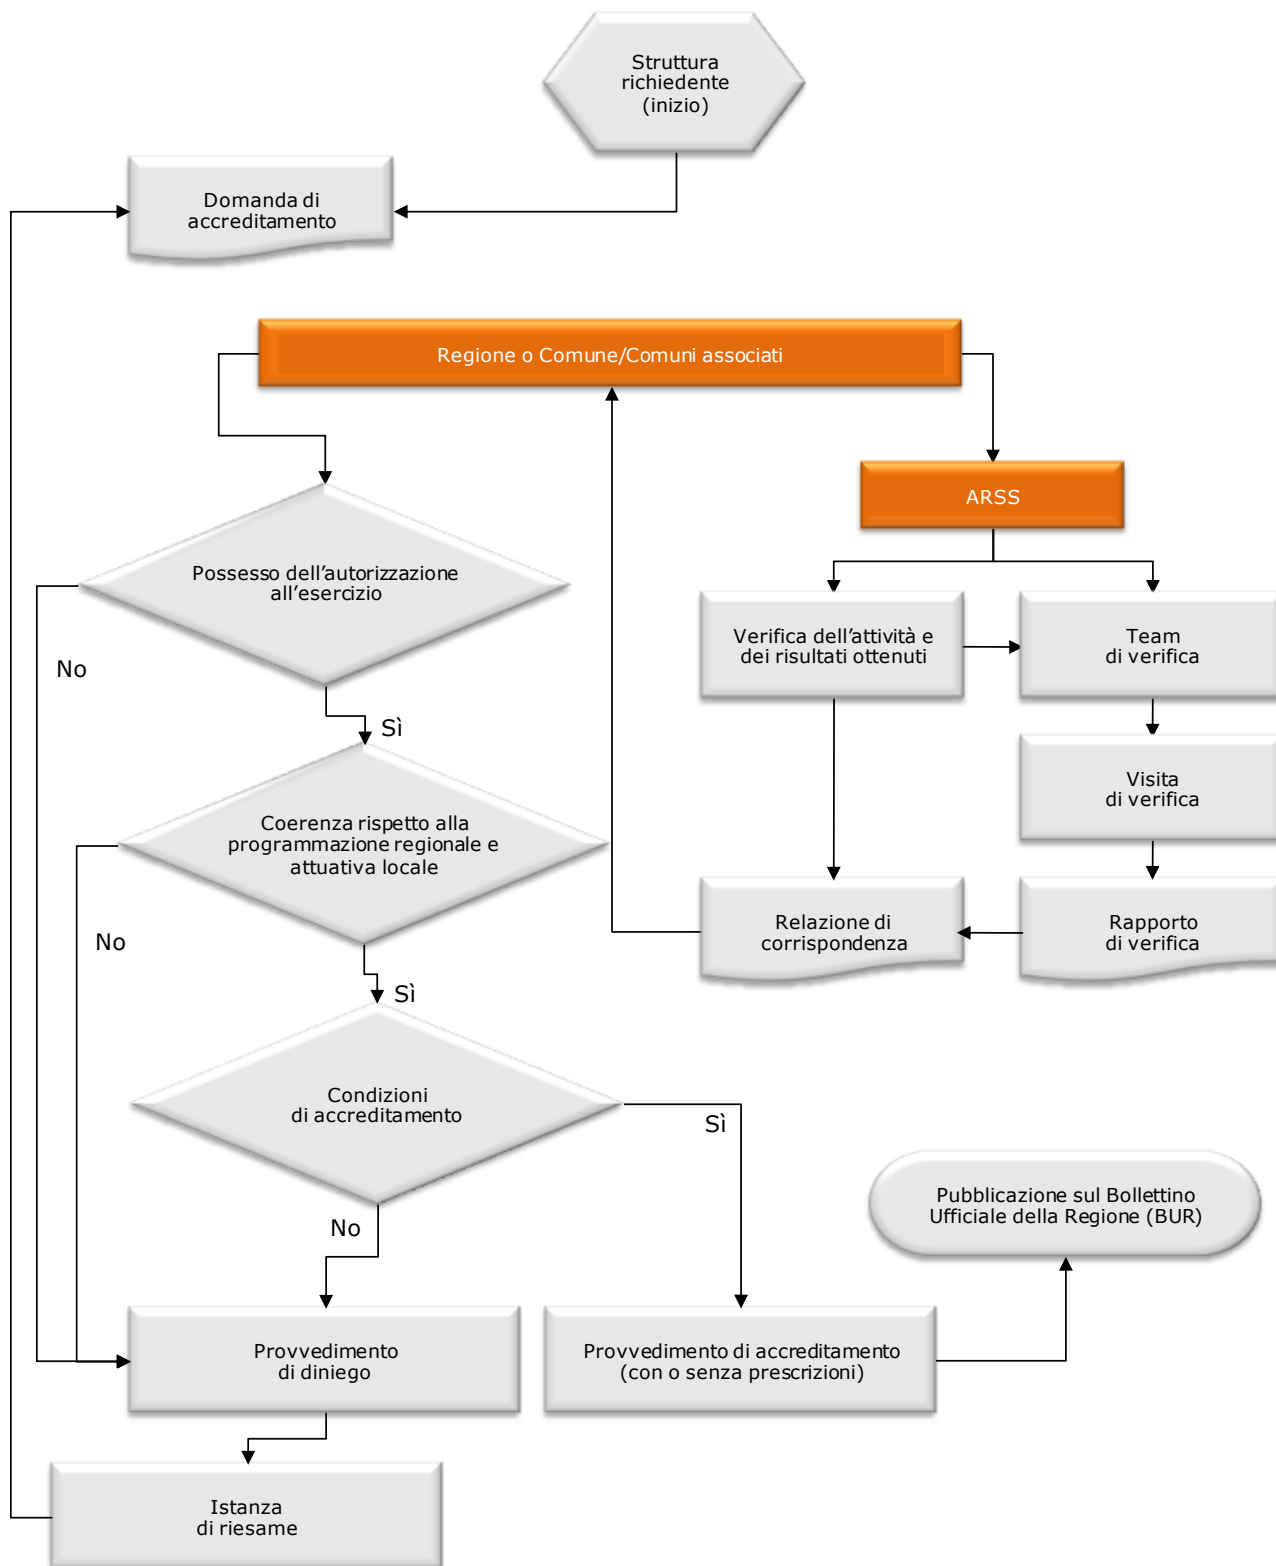 Struttura
richiedente
(inizio)
Domanda di
accreditamento
Regione o Comune/Comuni associati
ARSS
Possesso dell’autorizzazione
all’esercizio
No
Sì
Verifica dell’attività e
dei risultati ottenuti
Team
di verifica
Visita
di verifica
Coerenza rispetto alla
programmazione regionale e
attuativa locale
No
Sì
Relazione di
corrispondenza
Rapporto
di verifica
Condizioni
di accreditamento
Sì
No
Pubblicazione sul Bollettino
Ufficiale della Regione (BUR)
Provvedimento
di diniego
Provvedimento di accreditamento
(con o senza prescrizioni)
Istanza
di riesame